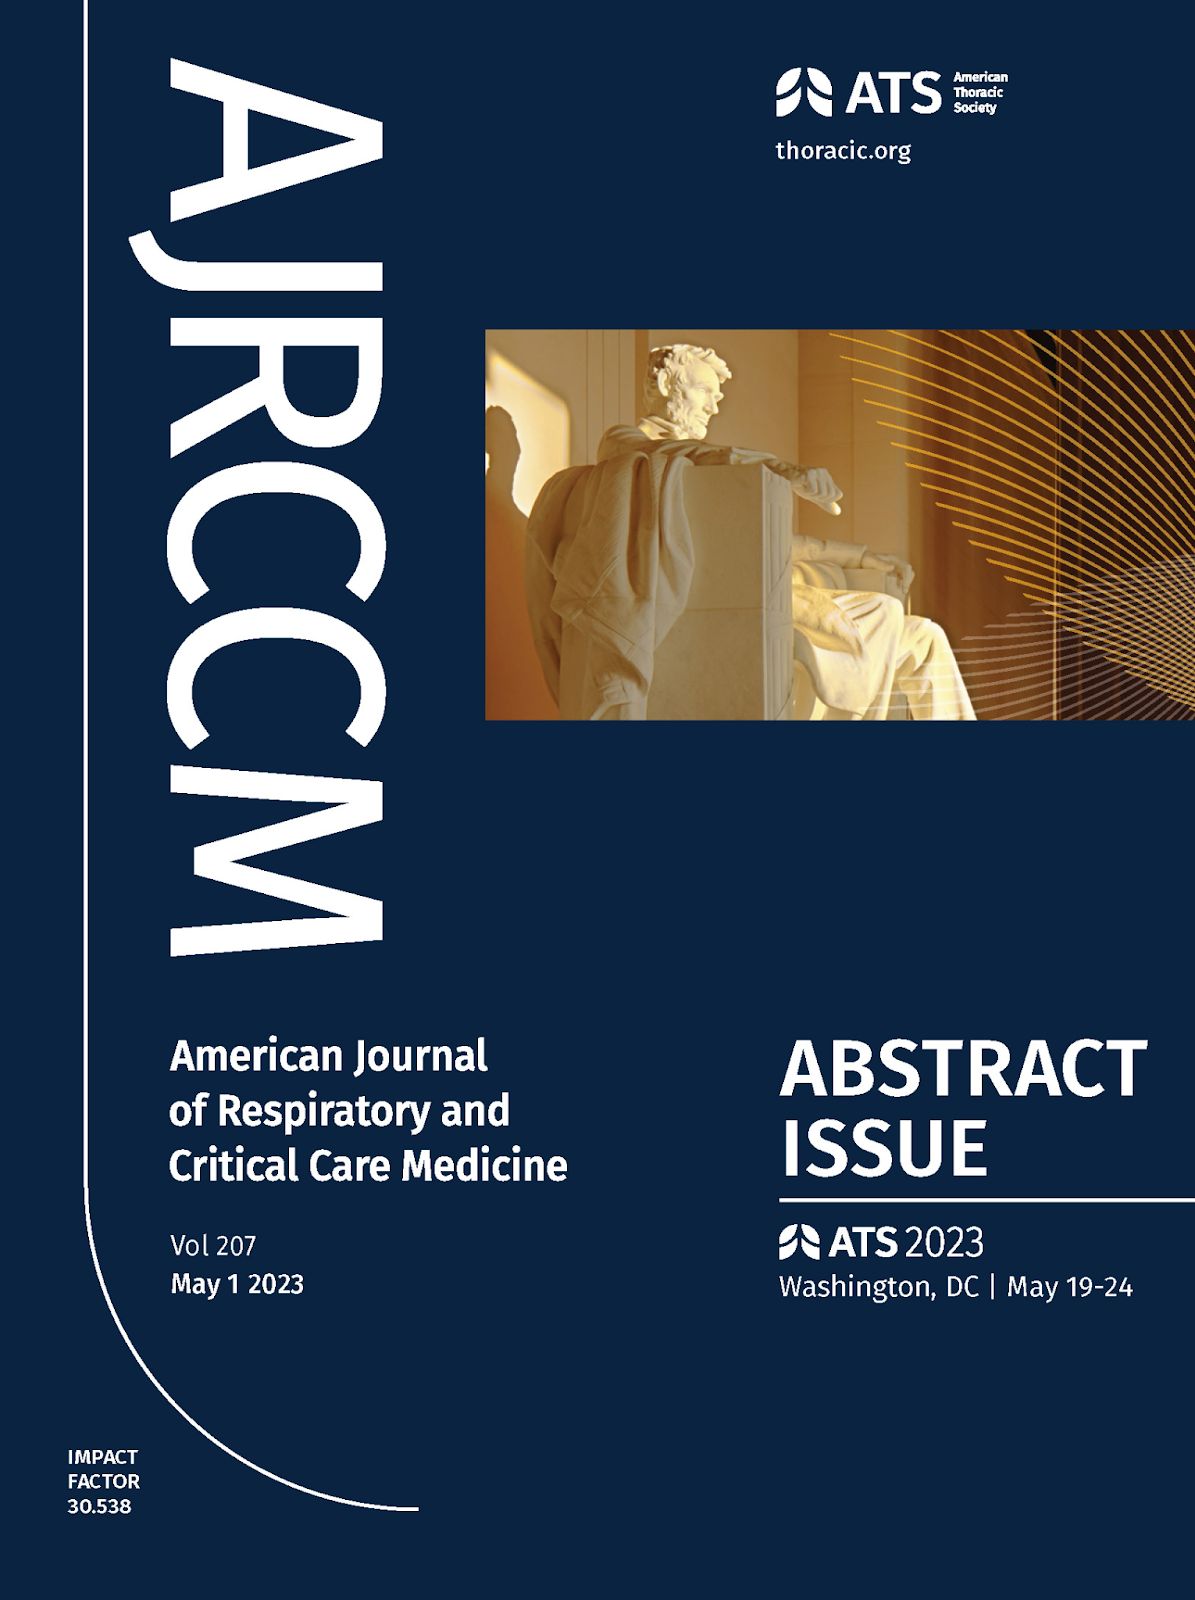 AJRCCM
ATS
American
Thoracic
Society
thoracic.org
American Journal
of Respiratory and
Critical Care Medicine
Vol 207
May 1 2023
ABSTRACT
ISSUE
ATS 2023
Washington, DC | May 19-24
IMPACT
FACTOR
30.538